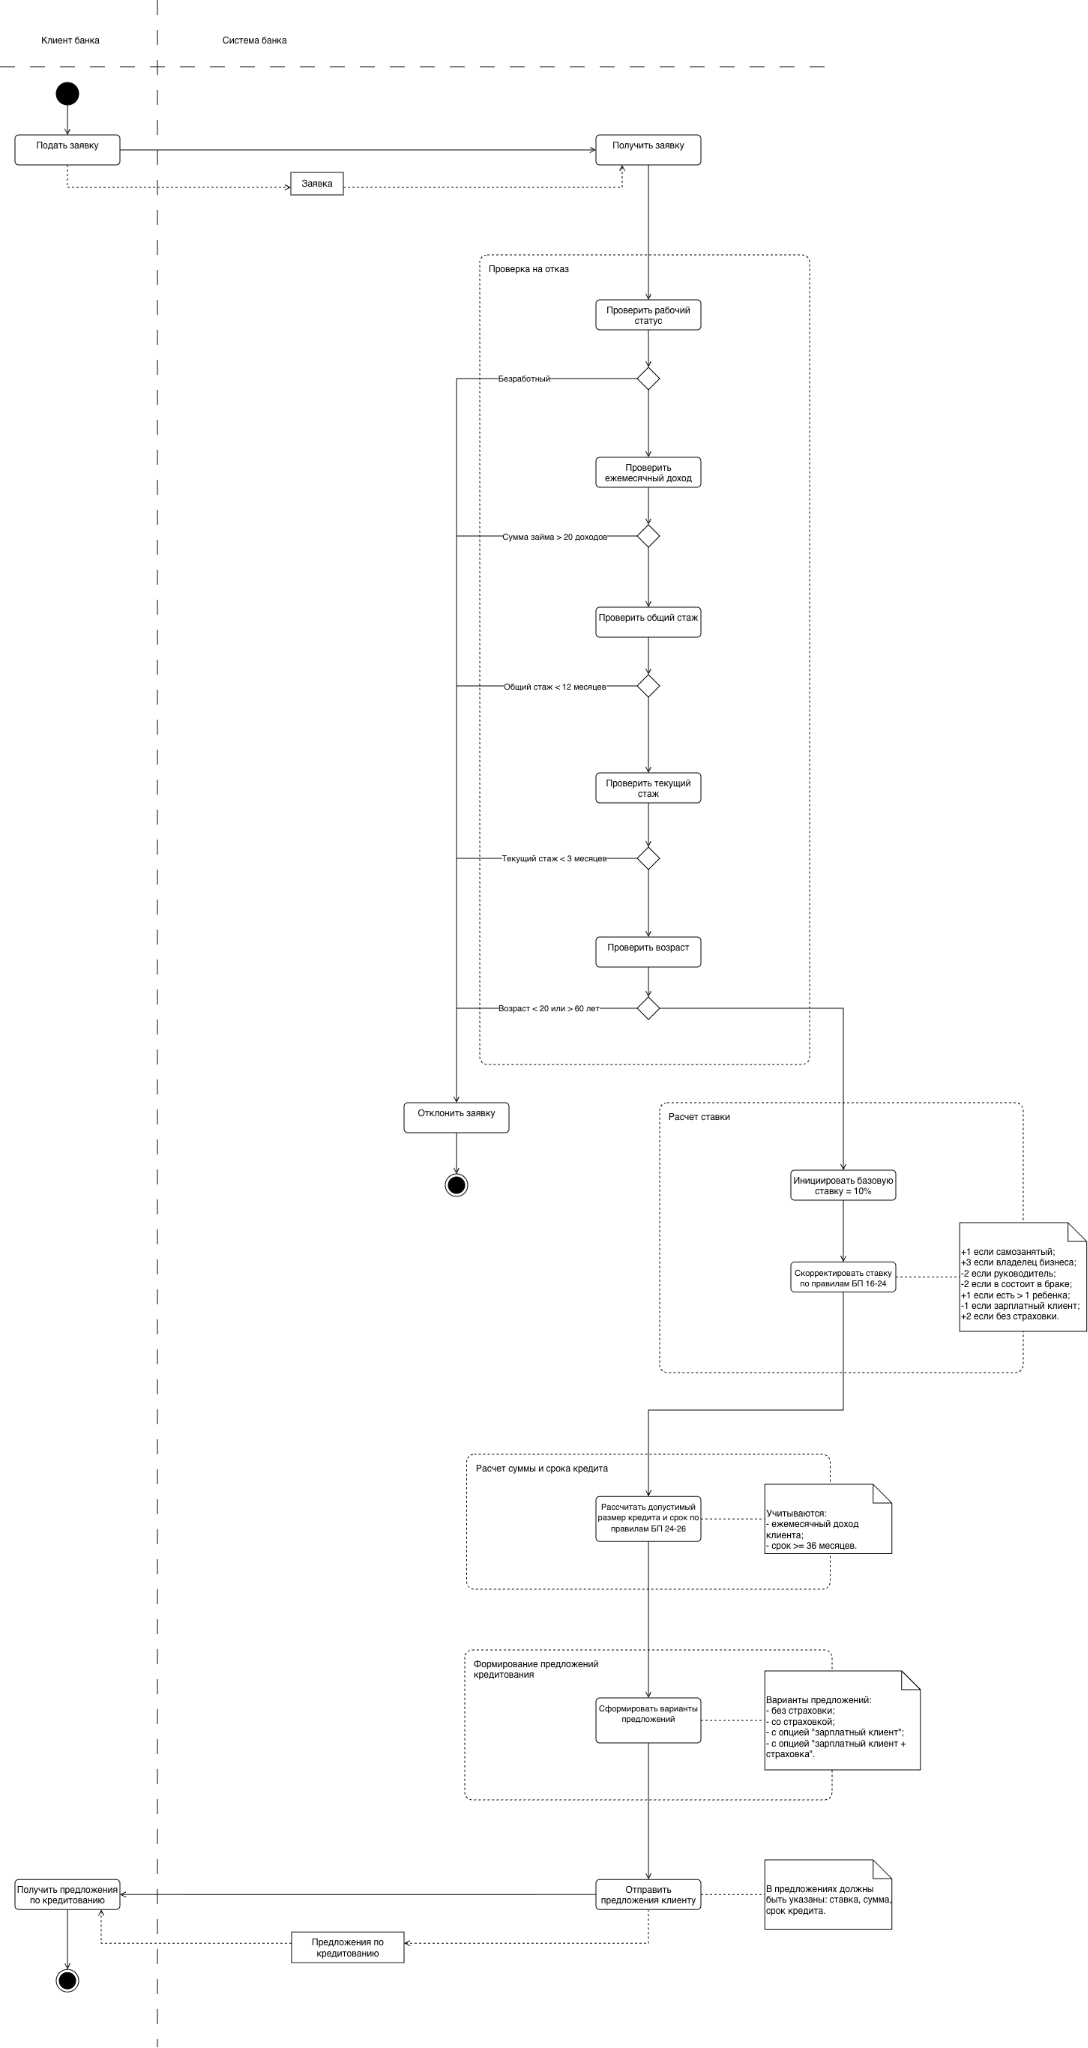 Клиент банка
Система банка
Подать заявку
Получить заявку
Заявка
Проверка на отказ
Проверить рабочий
статус
Безработный
Проверить
ежемесячный доход
Сумма займа > 20 доходов
Проверить общий стаж
Общий стаж < 12 месяцев
Проверить текущий
стаж
Текущий стаж < 3 месяцев
Проверить возраст
Возраст < 20 или > 60 лет
Отклонить заявку
Расчет ставки
Инициировать базовую
ставку = 10%
Скорректировать ставку
по правилам БП 16-24
+1 если самозанятый;
+3 если владелец бизнеса;
-2 если руководитель;
-2 если в состоит в браке;
+1 если есть > 1 ребенка;
-1 если зарплатный клиент;
+2 если без страховки.
Расчет суммы и срока кредита
Рассчитать допустимый
размер кредита и срок по
правилам БП 24-26
Учитываются:
- ежемесячный доход
клиента;
- срок >= 36 месяцев.
Формирование предложений
кредитования
Сформировать варианты
предложений
Варианты предложений:
- без страховки;
- со страховкой;
- с опцией "зарплатный клиент";
- с опцией "зарплатный клиент +
страховка".
Получить предложения
по кредитованию
Отправить
предложения клиенту
В предложениях должны
быть указаны: ставка, сумма,
срок кредита.
Предложения по
кредитованию